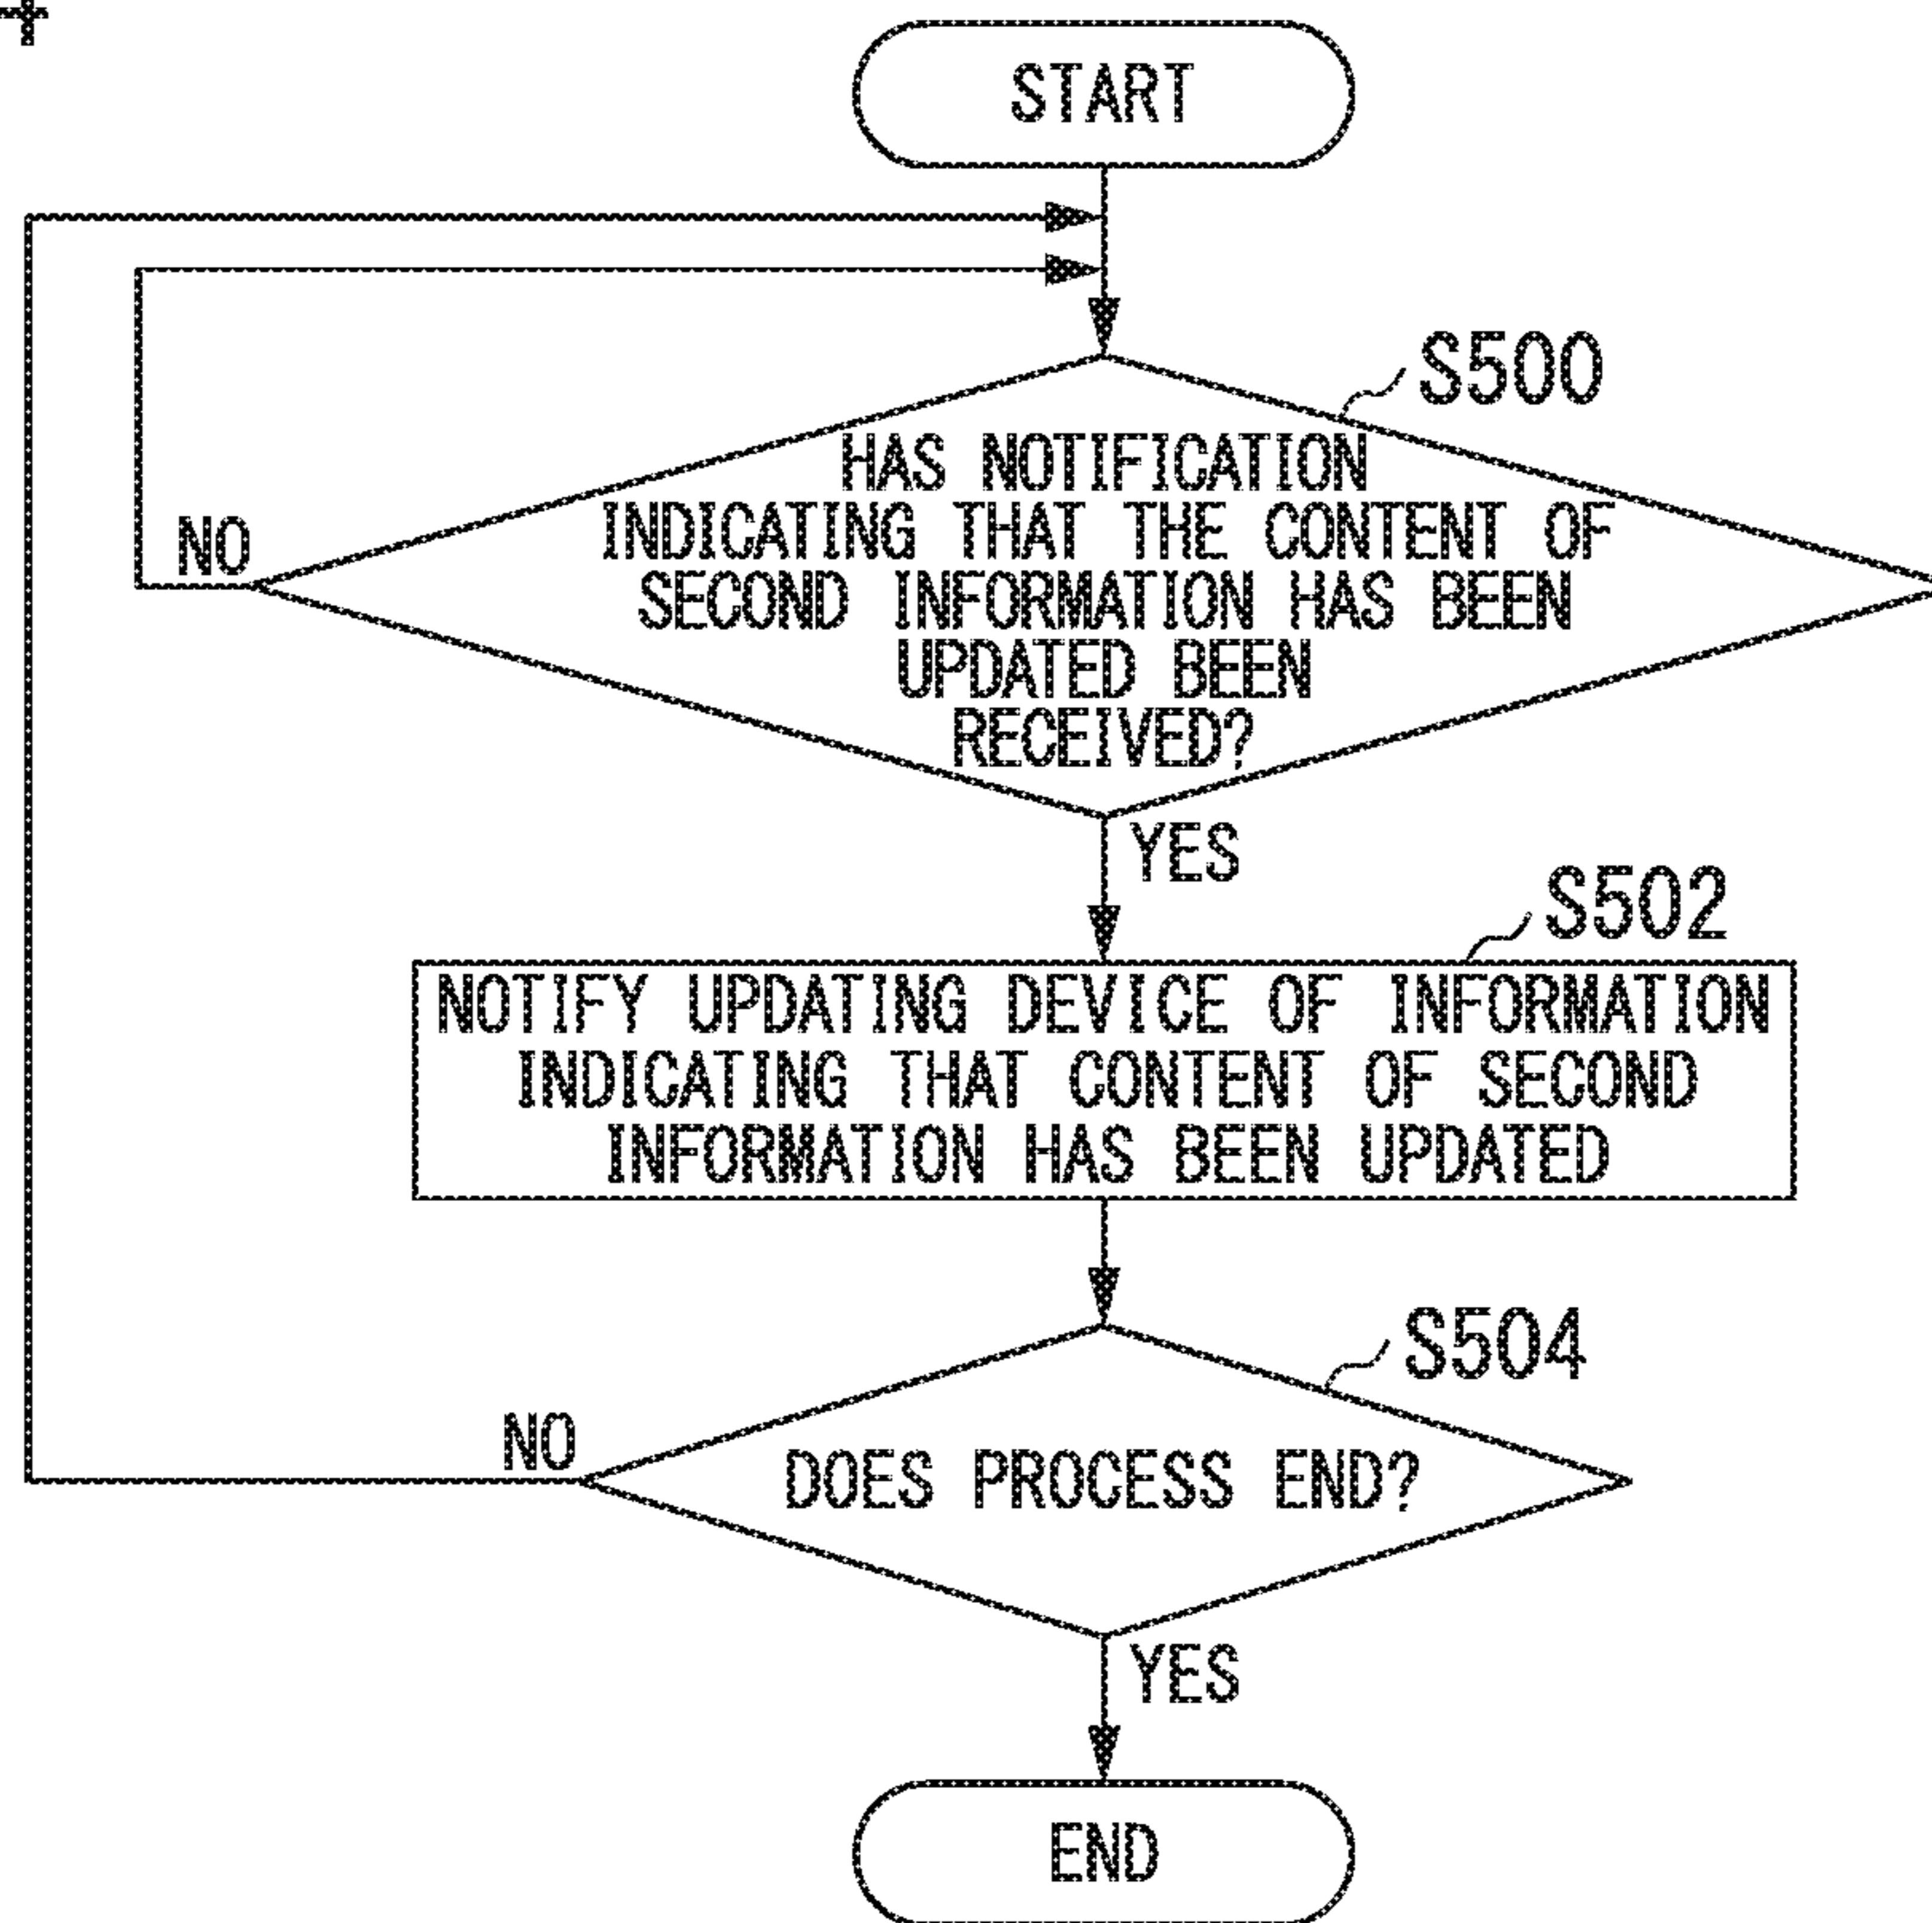 START
S500
HAS NOTIFICATION
INDICATING THAT THE CONTENT OF
NO
SECOND INFORMATION HAS BEEN
UPDATED BEEN
RECEIVED?
YES
S502
NOTIFY UPDATING DEVICE OF INFORMATION
INDICATING THAT CONTENT OF SECOND
INFORMATION HAS BEEN UPDATED
S504
NO
DOES PROCESS END?
YES
END